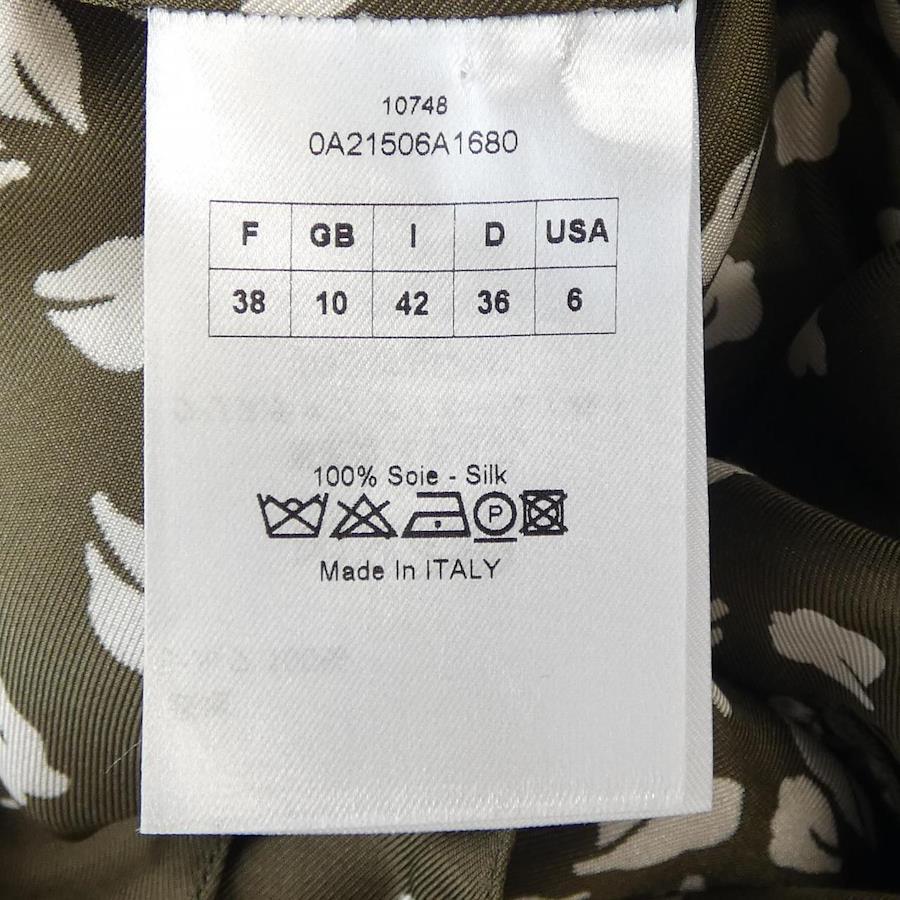 10748
0A21506A1680
F GB I D USA
38 10 42 36 6
100% Soie - Silk
P
Made In ITALY